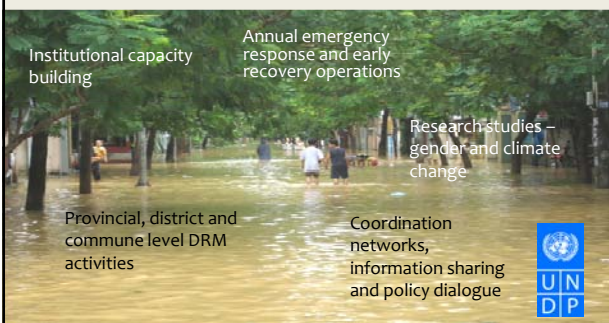 Institutional capacity
building
Annual emergency
response and early
recovery operations
Research studies –
gender and climate
change
Provincial, district and
commune level DRM
activities
Coordination
networks,
information sharing
and policy dialogue
U N
D P